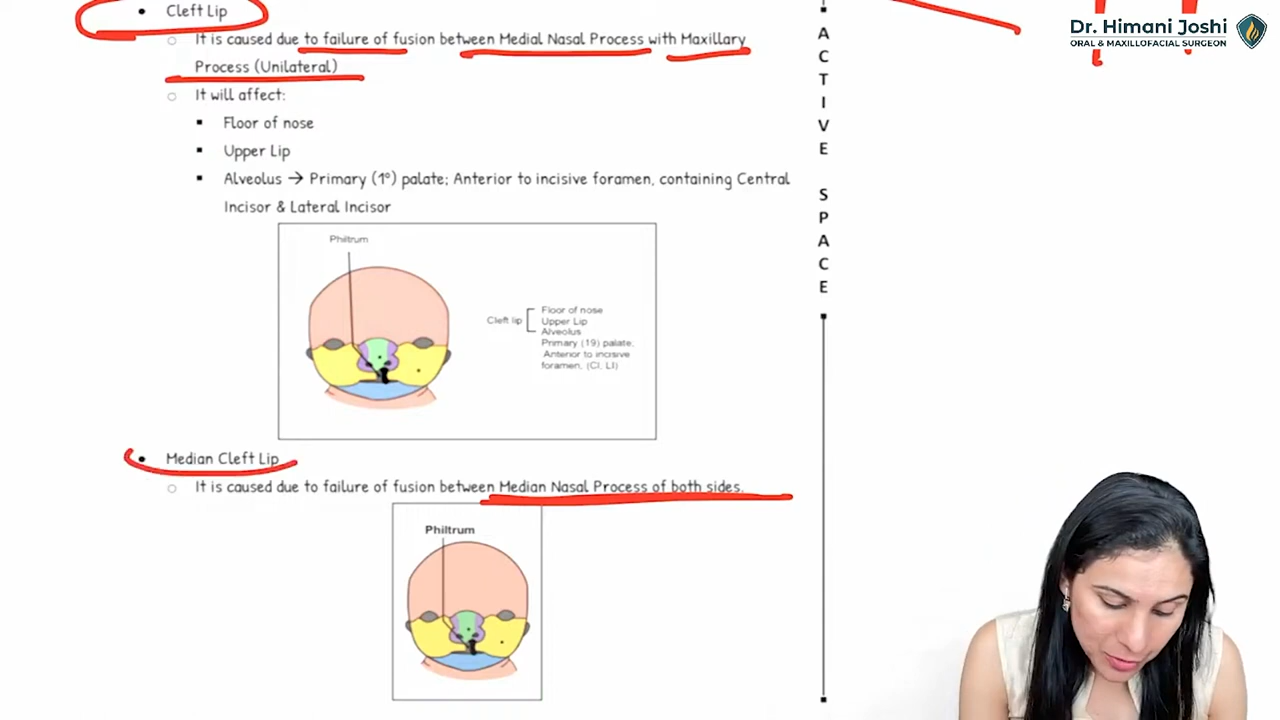 Cleft Lip
It is caused due to failure of fusion between Medial Nasal Process with Maxillary
Process (Unilateral)
It will affect:
Floor of nose
Upper Lip
Alveolus → Primary (1°) palate; Anterior to incisive foramen, containing Central
Incisor & Lateral Incisor
Philtrum
Cleft lip
Floor of nose
Upper Lip
Alveolus
Primary (19) palate;
Anterior to incisive
foramen, (CI, LI)
Median Cleft Lip
It is caused due to failure of fusion between Median Nasal Process of both sides.
Philtrum
ACTIVE SPACE
Dr. Himani Joshi
ORAL & MAXILLOFACIAL SURGEON